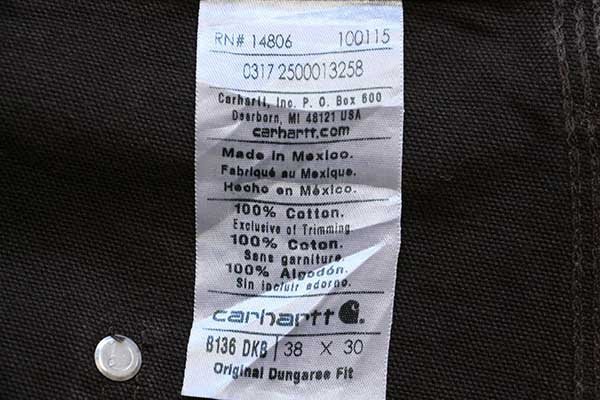 RN# 14806 100115
0317 2500013258
Carhartt, Inc. P. O. Box 600
Dearborn, MI 48121 USA
carhartt.com
Made in Mexico.
Fabriqué au Mexique.
Hecho en México.
100% Cotton.
Exclusive of Trimming
100% Coton.
Sans garniture.
100% Algodón.
Sin incluir adorno.
carhartt
B136 DKB 38 X 30
Original Dungaree Fit